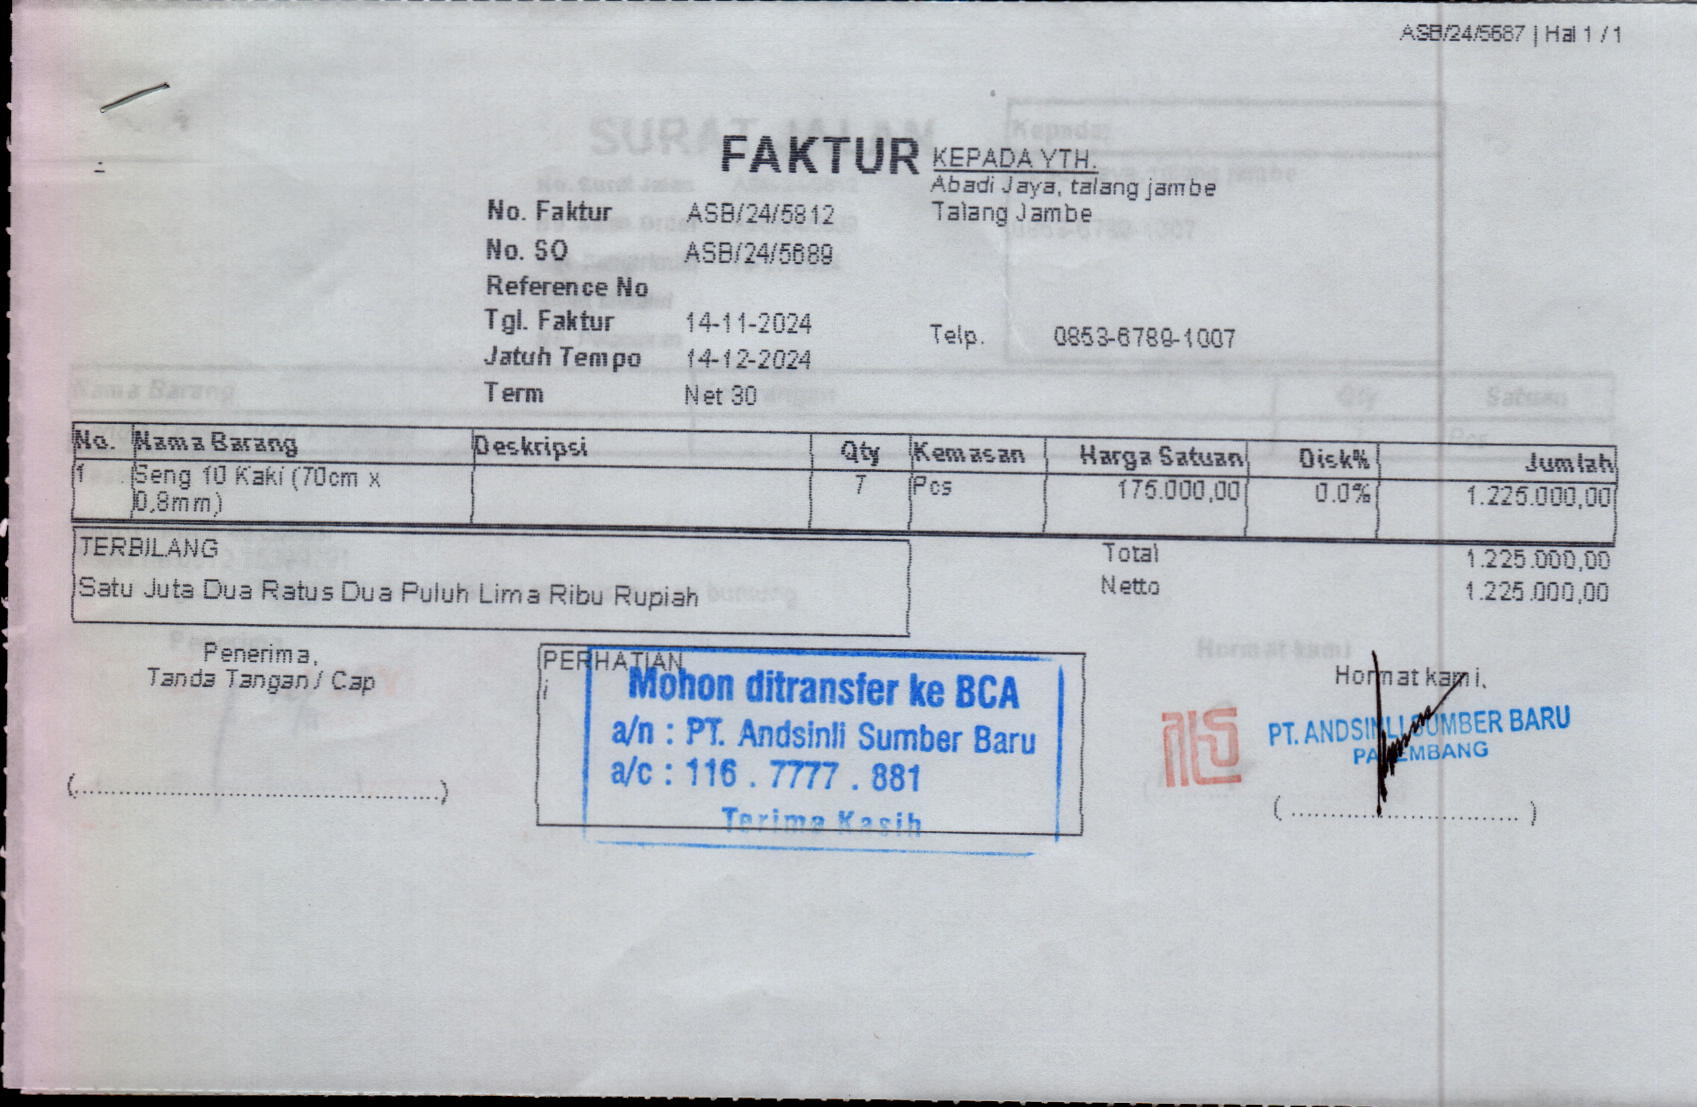 ASB/24/5687 | Hal 1 / 1
FAKTUR
KEPADA YTH.
Abadi Jaya, talang jambe
Talang Jambe
No. Faktur ASB/24/5812
No. SO ASB/24/5689
Reference No
Tgl. Faktur 14-11-2024
Telp. 0853-6789-1007
Jatuh Tempo 14-12-2024
Term Net 30
No. Nama Barang Deskripsi Qty Kemasan Harga Satuan Disk% Jumlah
1 Seng 10 Kaki (70cm x 7 Pcs 175.000,00 0.0% 1.225.000,00
0,8mm)
TERBILANG
Satu Juta Dua Ratus Dua Puluh Lima Ribu Rupiah
Total 1.225.000,00
Netto 1.225.000,00
Penerima,
Tanda Tangan / Cap
(........................................)
PERHATIAN
i
Mohon ditransfer ke BCA
a/n : PT. Andsinli Sumber Baru
a/c : 116 . 7777 . 881
Terima Kasih
Hormat kami,
PT. ANDSINLI SUMBER BARU
PALEMBANG
(..............................)